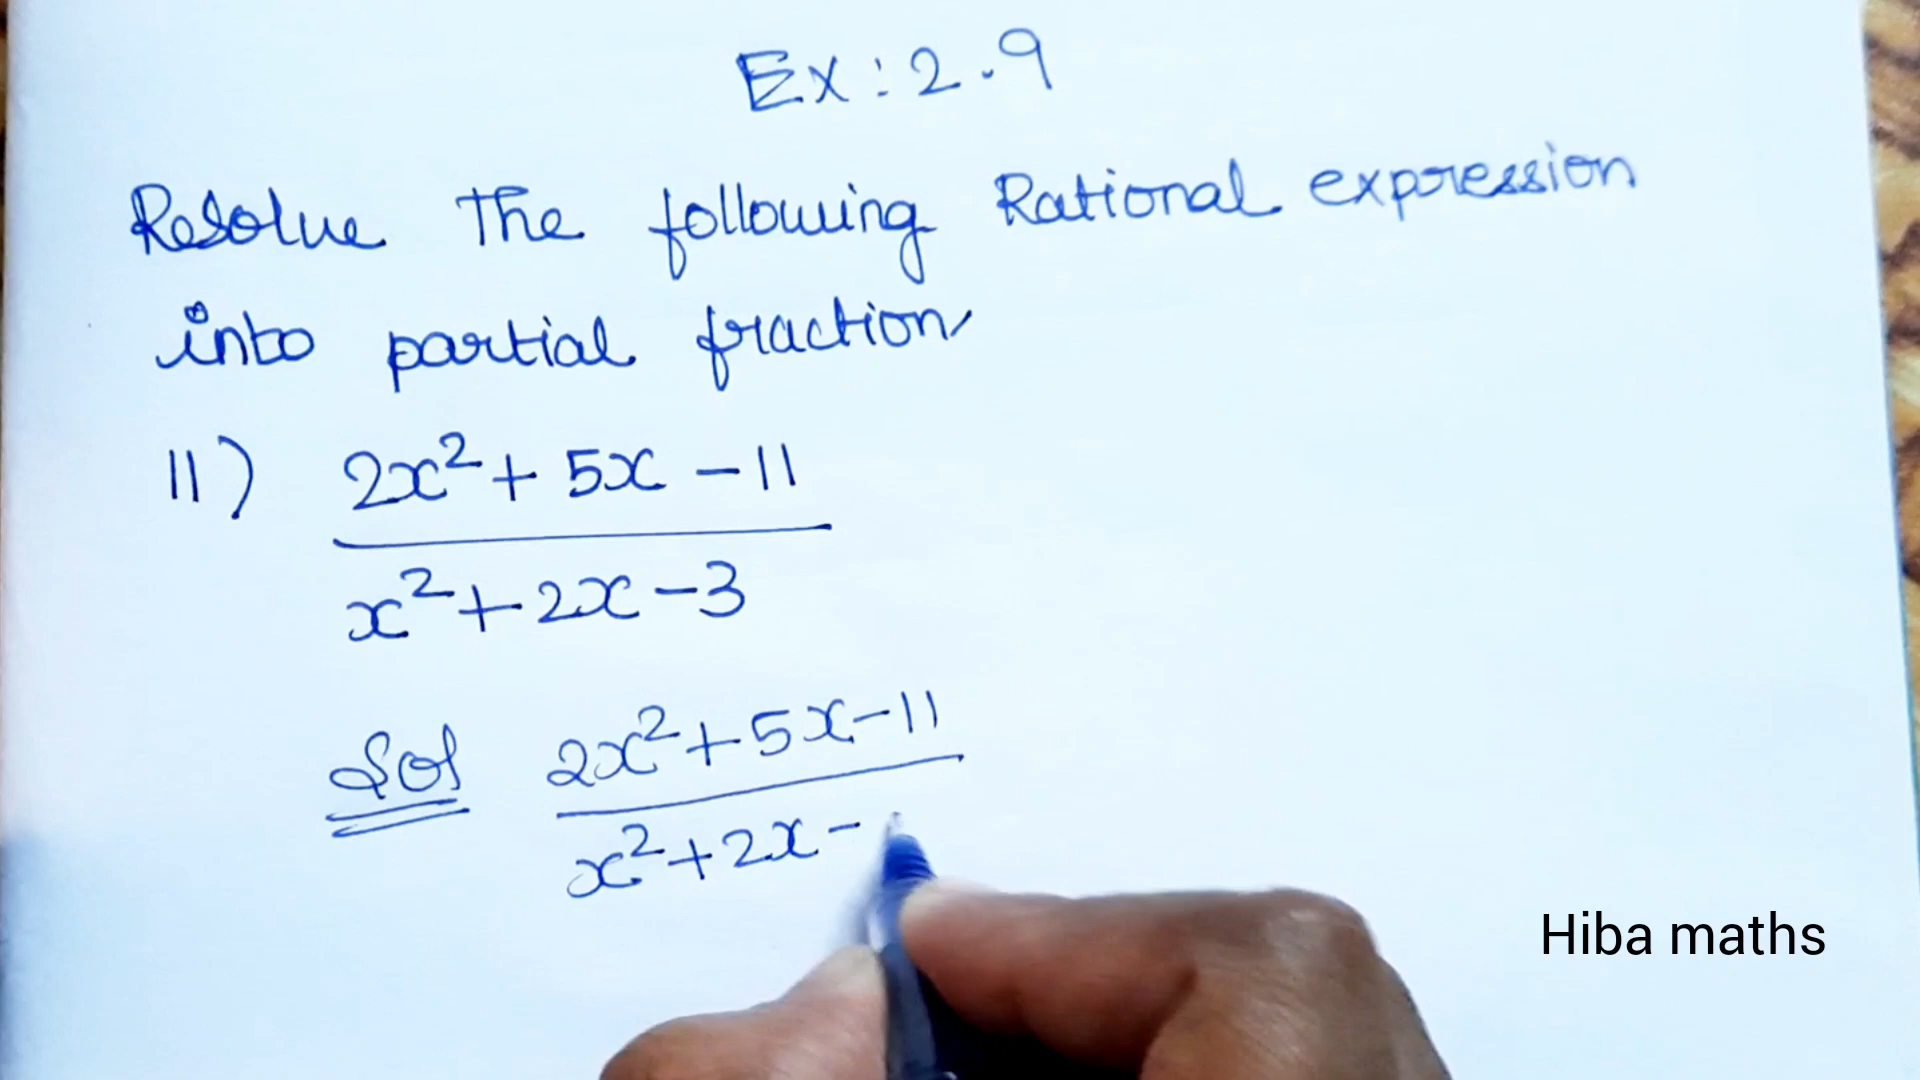 Ex: 2.9
Resolve The following Rational expression
into partial fraction
11) 2x²+ 5x - 11
x²+2x-3
Sol 2x²+5x-11
x²+2x-
Hiba maths